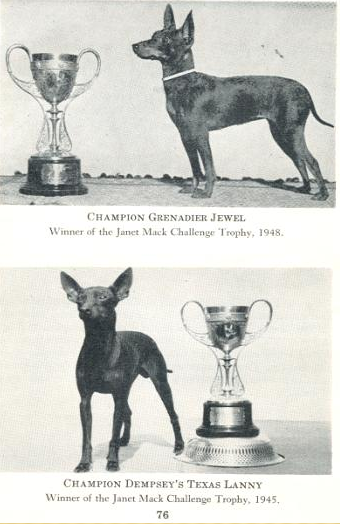 Champion Grenadier Jewel
Winner of the Janet Mack Challenge Trophy, 1948.
Champion Dempsey's Texas Lanny
Winner of the Janet Mack Challenge Trophy, 1945.
76